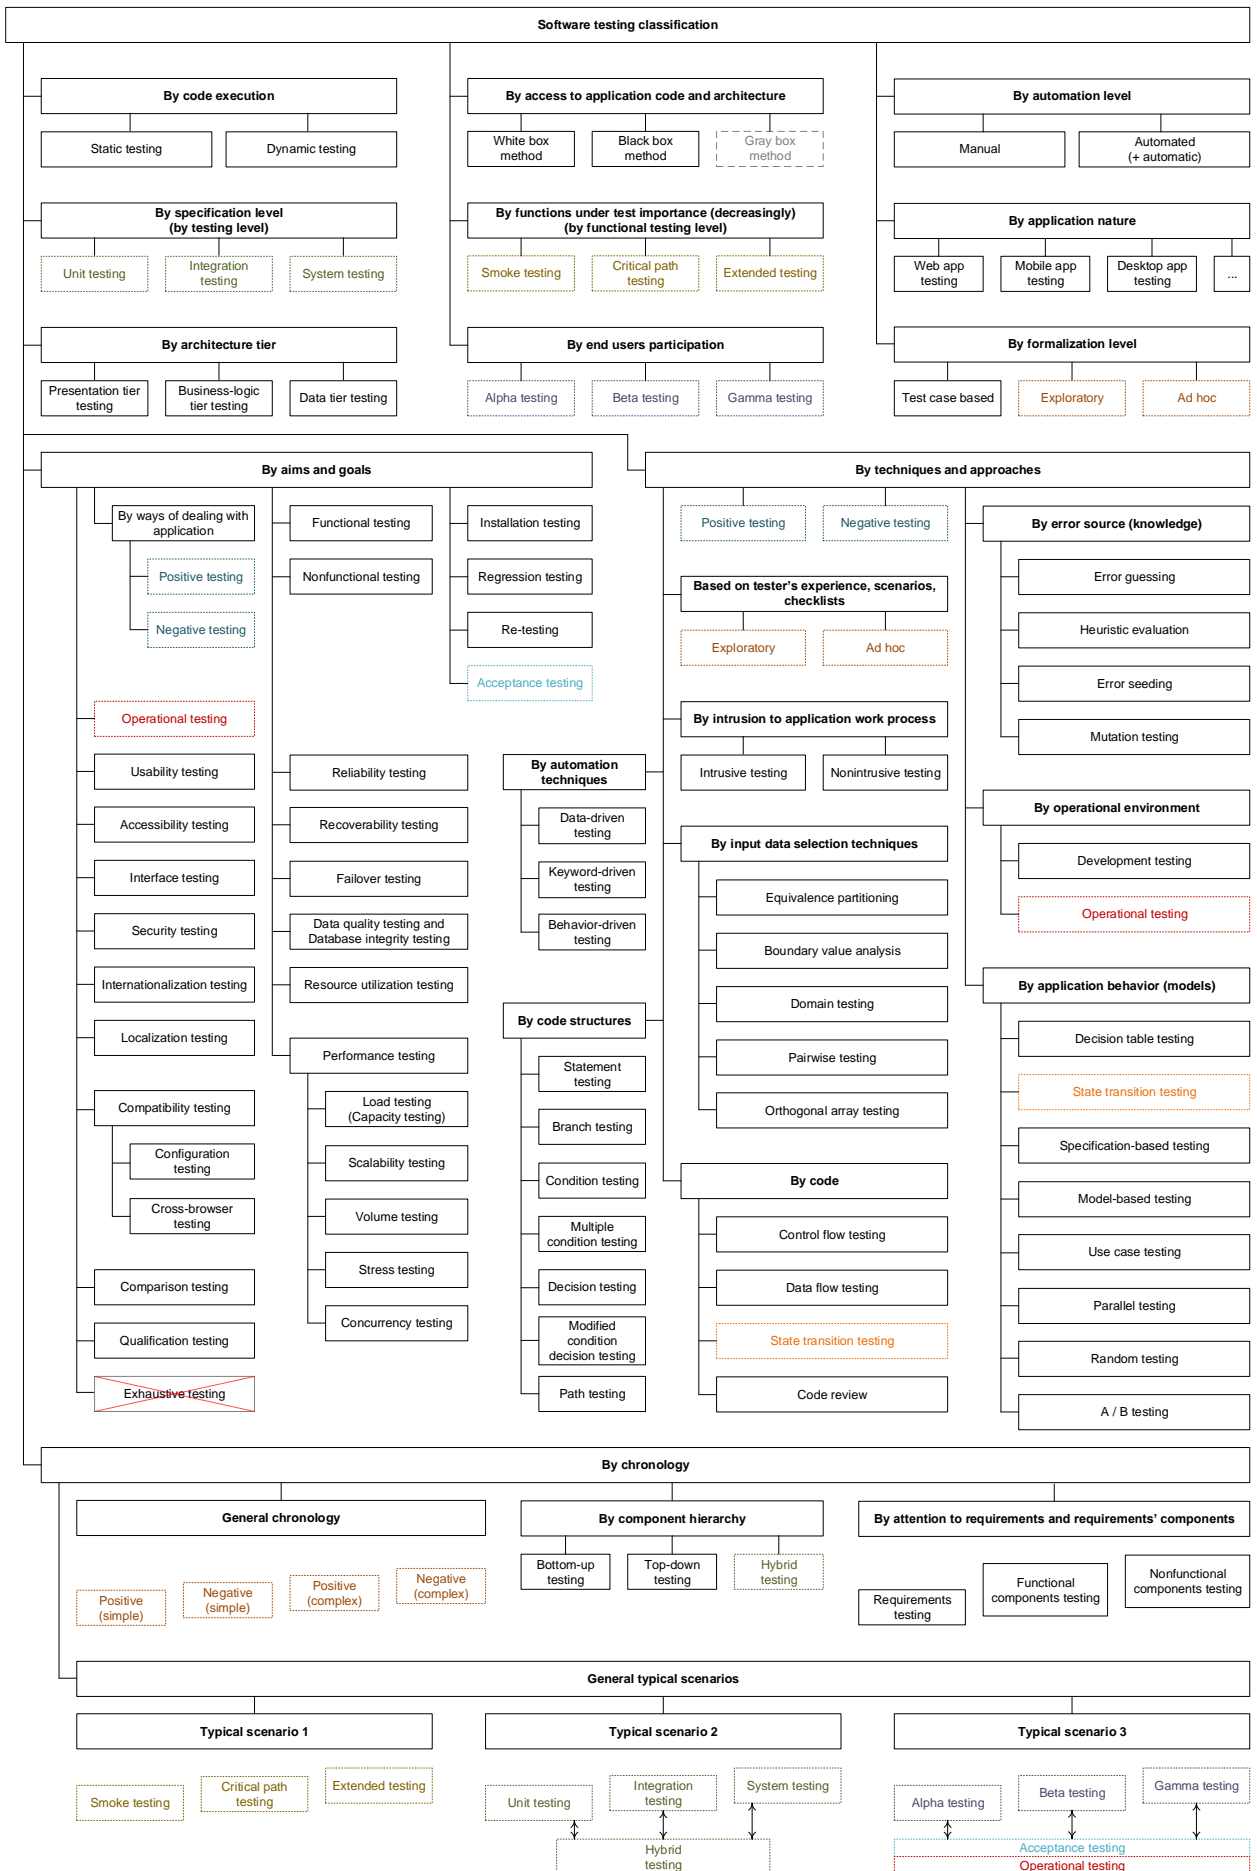 Software testing classification
By code execution
Static testing
Dynamic testing
By access to application code and architecture
White box
method
Black box
method
Gray box
method
By automation level
Manual
Automated
(+ automatic)
By specification level
(by testing level)
Unit testing
Integration
testing
System testing
By functions under test importance (decreasingly)
(by functional testing level)
Smoke testing
Critical path
testing
Extended testing
By application nature
Web app
testing
Mobile app
testing
Desktop app
testing
...
By architecture tier
Presentation tier
testing
Business-logic
tier testing
Data tier testing
By end users participation
Alpha testing
Beta testing
Gamma testing
By formalization level
Test case based
Exploratory
Ad hoc
By aims and goals
By ways of dealing with
application
Positive testing
Negative testing
Functional testing
Nonfunctional testing
Installation testing
Regression testing
Re-testing
Acceptance testing
Operational testing
Usability testing
Accessibility testing
Interface testing
Security testing
Internationalization testing
Localization testing
Compatibility testing
Configuration
testing
Cross-browser
testing
Comparison testing
Qualification testing
Exhaustive testing
Reliability testing
Recoverability testing
Failover testing
Data quality testing and
Database integrity testing
Resource utilization testing
Performance testing
Load testing
(Capacity testing)
Scalability testing
Volume testing
Stress testing
Concurrency testing
By techniques and approaches
Positive testing
Negative testing
Based on tester’s experience, scenarios,
checklists
Exploratory
Ad hoc
By intrusion to application work process
Intrusive testing
Nonintrusive testing
By automation
techniques
Data-driven
testing
Keyword-driven
testing
Behavior-driven
testing
By input data selection techniques
Equivalence partitioning
Boundary value analysis
Domain testing
Pairwise testing
Orthogonal array testing
By code structures
Statement
testing
Branch testing
Condition testing
Multiple
condition testing
Decision testing
Modified
condition
decision testing
Path testing
By code
Control flow testing
Data flow testing
State transition testing
Code review
By error source (knowledge)
Error guessing
Heuristic evaluation
Error seeding
Mutation testing
By operational environment
Development testing
Operational testing
By application behavior (models)
Decision table testing
State transition testing
Specification-based testing
Model-based testing
Use case testing
Parallel testing
Random testing
A / B testing
By chronology
General chronology
Positive
(simple)
Negative
(simple)
Positive
(complex)
Negative
(complex)
By component hierarchy
Bottom-up
testing
Top-down
testing
Hybrid
testing
By attention to requirements and requirements’ components
Requirements
testing
Functional
components testing
Nonfunctional
components testing
General typical scenarios
Typical scenario 1
Smoke testing
Critical path
testing
Extended testing
Typical scenario 2
Unit testing
Integration
testing
System testing
Hybrid
testing
Typical scenario 3
Alpha testing
Beta testing
Gamma testing
Acceptance testing
Operational testing